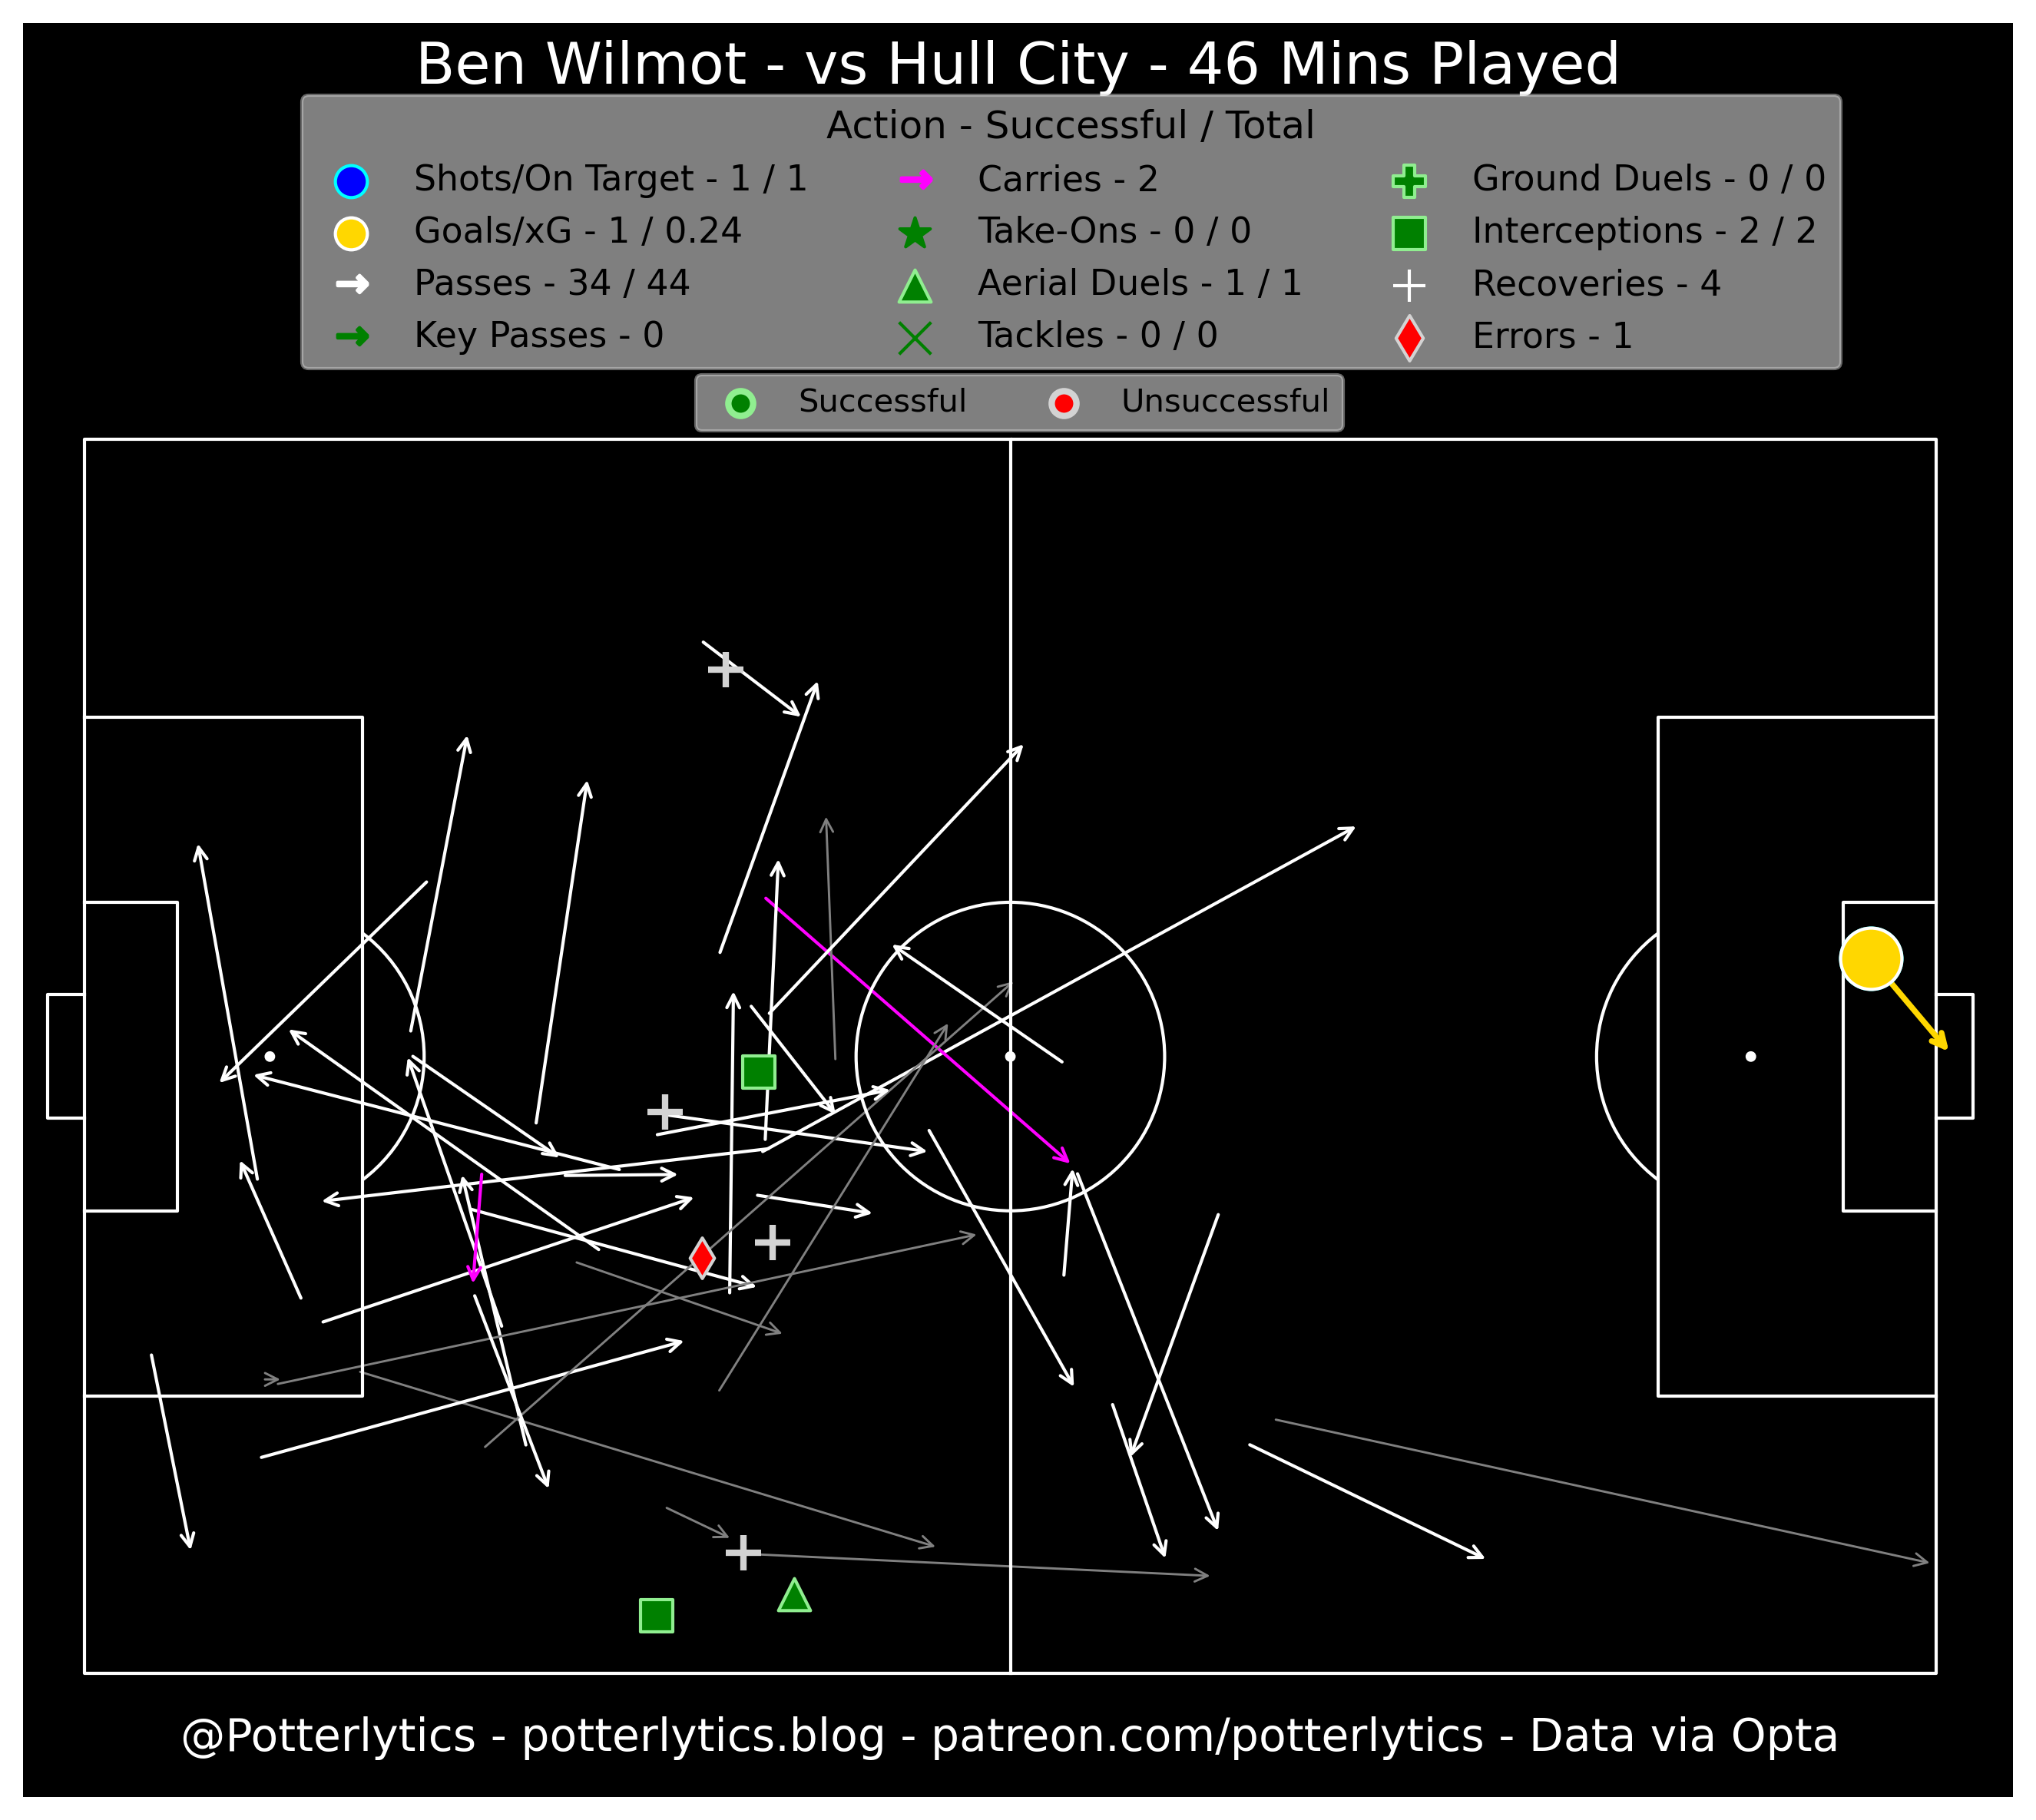 Ben Wilmot - vs Hull City - 46 Mins Played
Action - Successful / Total
Shots/On Target - 1 / 1
Goals/xG - 1 / 0.24
Passes - 34 / 44
Key Passes - 0
Carries - 2
Take-Ons - 0 / 0
Aerial Duels - 1 / 1
Tackles - 0 / 0
Ground Duels - 0 / 0
Interceptions - 2 / 2
Recoveries - 4
Errors - 1
Successful
Unsuccessful
@Potterlytics - potterlytics.blog - patreon.com/potterlytics - Data via Opta